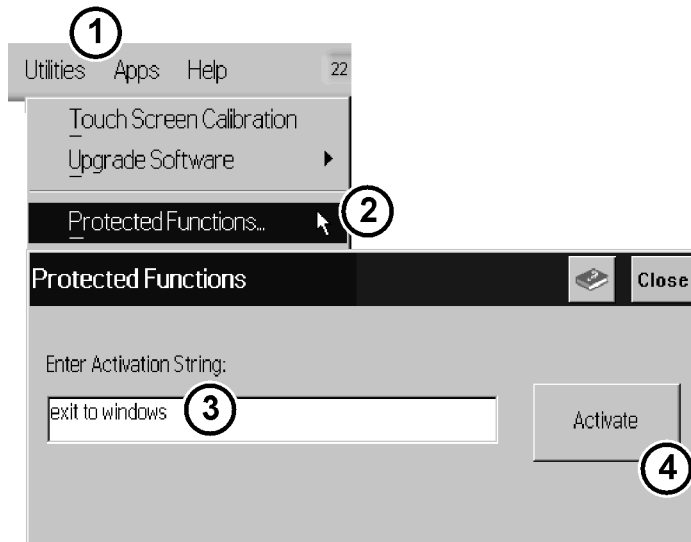 1
Utilities Apps Help 22
Touch Screen Calibration
Upgrade Software
Protected Functions... 2
Protected Functions Close
Enter Activation String:
exit to windows 3
Activate
4